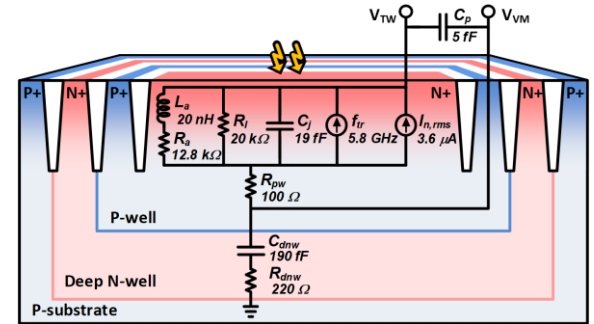 V_TW
C_p
5 fF
V_VM
P+
N+
P+
N+
P+
L_a
20 nH
R_a
12.8 kΩ
R_l
20 kΩ
C_j
19 fF
f_tr
5.8 GHz
I_n,rms
3.6 μA
R_pw
100 Ω
P-well
C_dnw
190 fF
Deep N-well
R_dnw
220 Ω
P-substrate